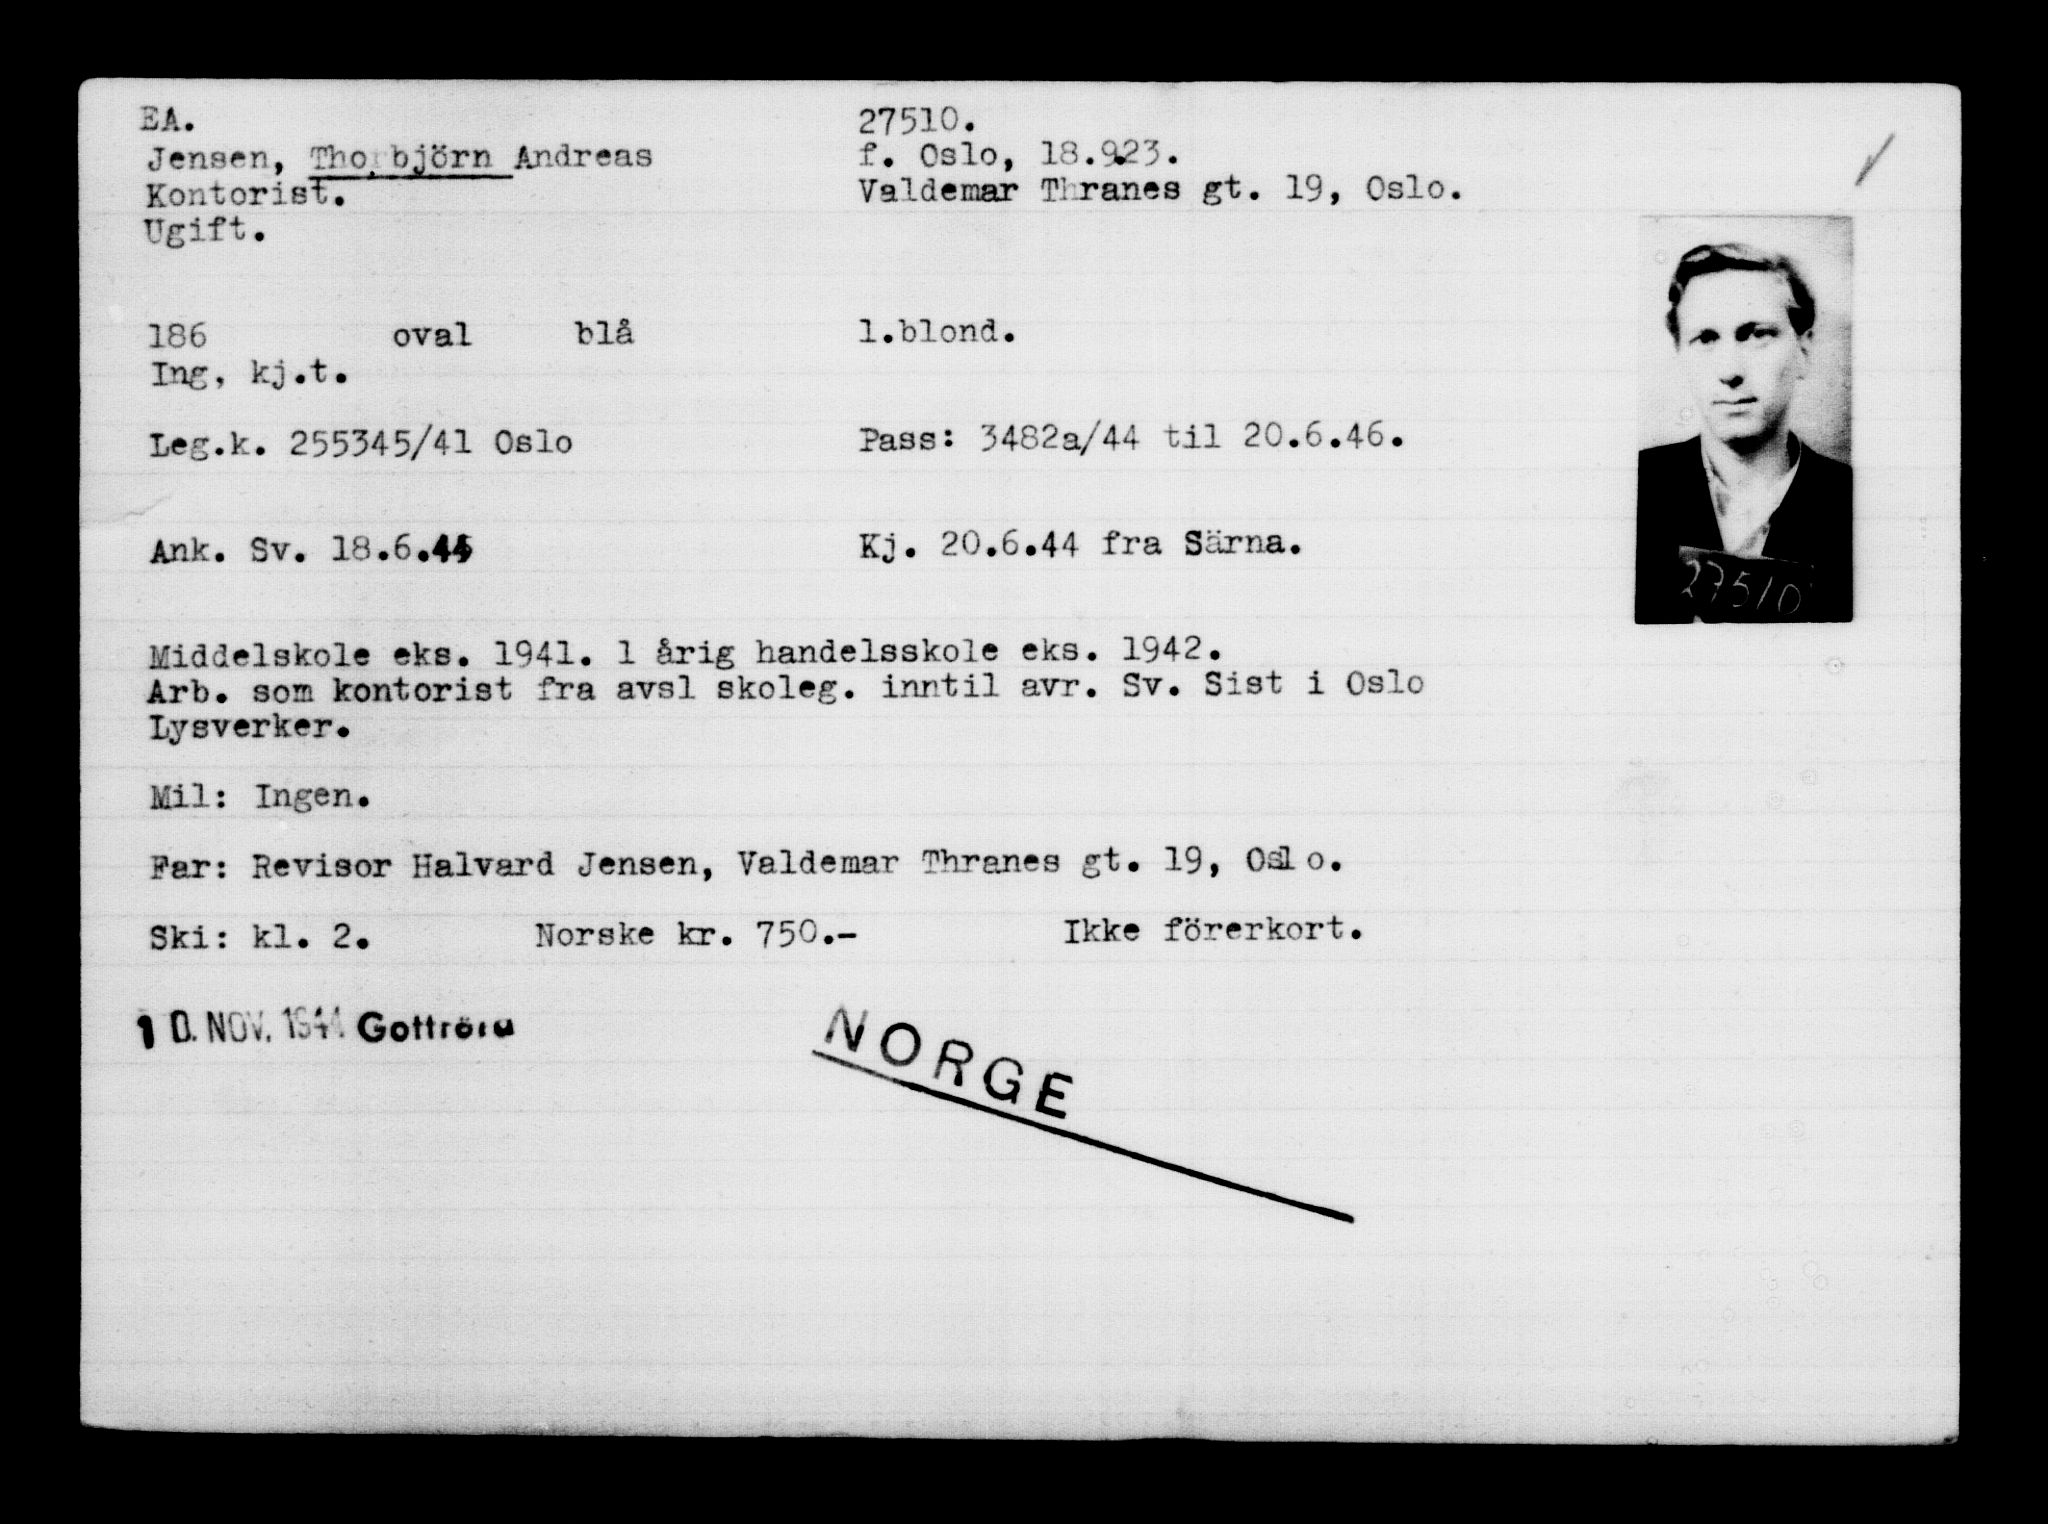 EA. 27510.
Jensen, Thorbjörn Andreas f. Oslo, 18.9.23.
Kontorist. Valdemar Thranes gt. 19, Oslo.
Ugift.
186 oval blå l.blond.
Ing, kj.t.
Leg.k. 255345/41 Oslo Pass: 3482a/44 til 20.6.46.
Ank. Sv. 18.6.44 Kj. 20.6.44 fra Särna.
27510
Middelskole eks. 1941. 1 årig handelsskole eks. 1942.
Arb. som kontorist fra avsl skoleg. inntil avr. Sv. Sist i Oslo
Lysverker.
Mil: Ingen.
Far: Revisor Halvard Jensen, Valdemar Thranes gt. 19, Oslo.
Ski: kl. 2. Norske kr. 750.- Ikke förerkort.
10. NOV. 1944 Gottröra
NORGE